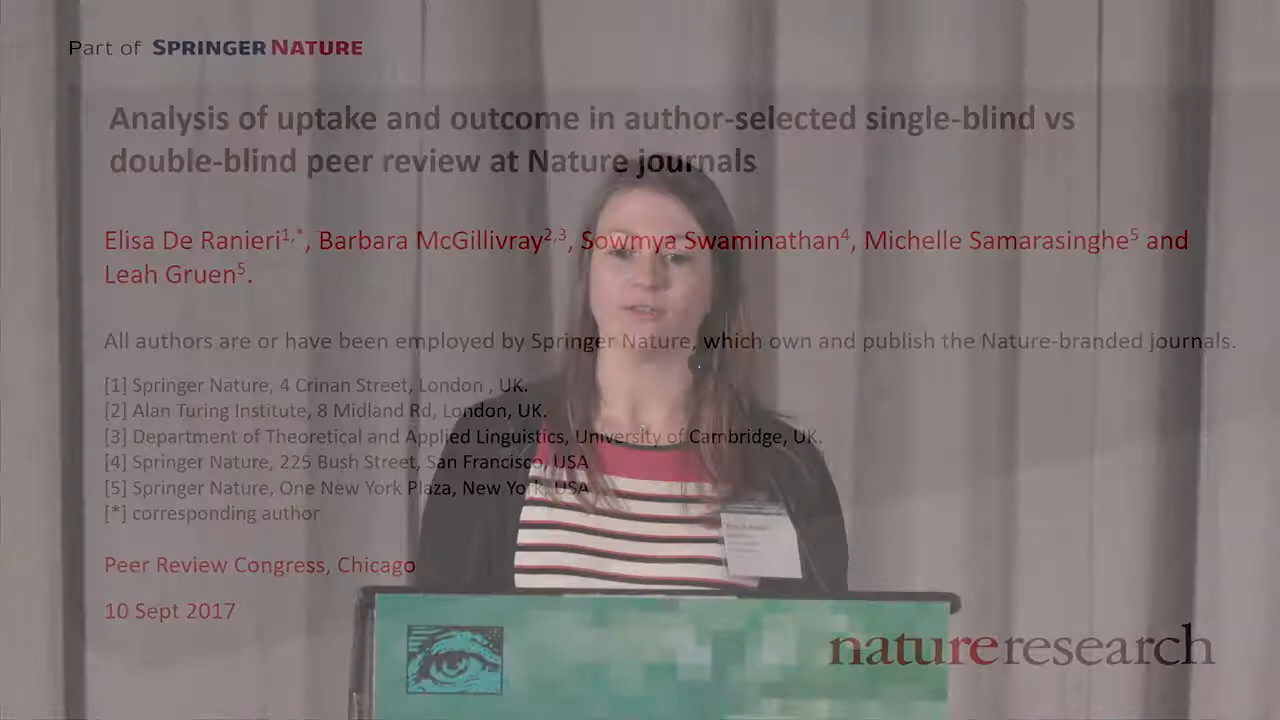 Part of SPRINGER NATURE
Analysis of uptake and outcome in author-selected single-blind vs
double-blind peer review at Nature journals
Elisa De Ranieri1,*, Barbara McGillivray2,3, Sowmya Swaminathan4, Michelle Samarasinghe5 and
Leah Gruen5.
All authors are or have been employed by Springer Nature, which own and publish the Nature-branded journals.
[1] Springer Nature, 4 Crinan Street, London , UK.
[2] Alan Turing Institute, 8 Midland Rd, London, UK.
[3] Department of Theoretical and Applied Linguistics, University of Cambridge, UK.
[4] Springer Nature, 225 Bush Street, San Francisco, USA
[5] Springer Nature, One New York Plaza, New York, USA
[*] corresponding author
Peer Review Congress, Chicago
10 Sept 2017
natureresearch